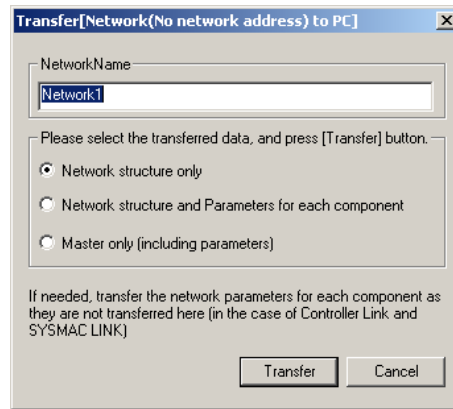 Transfer[Network(No network address) to PC]
NetworkName
Network1
Please select the transferred data, and press [Transfer] button.
Network structure only
Network structure and Parameters for each component
Master only (including parameters)
If needed, transfer the network parameters for each component as
they are not transferred here (in the case of Controller Link and
SYSMAC LINK)
Transfer Cancel